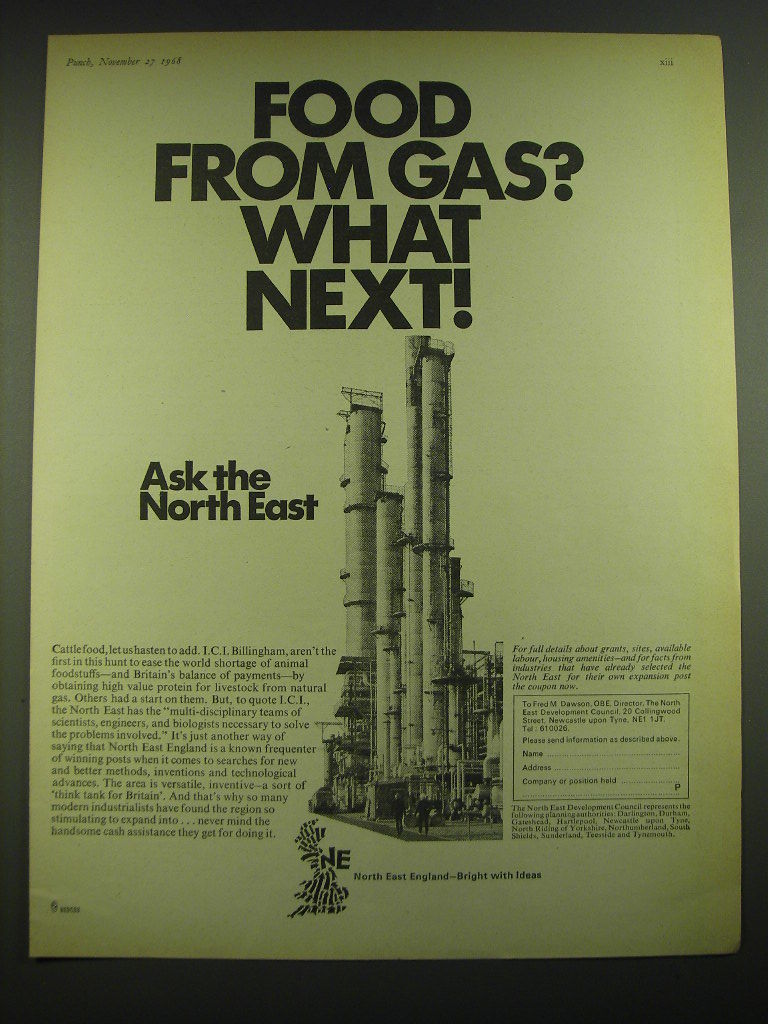 Punch, November 27 1968
xiii
FOOD
FROM GAS?
WHAT
NEXT!
Ask the
North East
Cattle food, let us hasten to add. I.C.I. Billingham, aren't the
first in this hunt to ease the world shortage of animal
foodstuffs—and Britain's balance of payments—by
obtaining high value protein for livestock from natural
gas. Others had a start on them. But, to quote I.C.I.,
the North East has the "multi-disciplinary teams of
scientists, engineers, and biologists necessary to solve
the problems involved." It's just another way of
saying that North East England is a known frequenter
of winning posts when it comes to searches for new
and better methods, inventions and technological
advances. The area is versatile, inventive—a sort of
'think tank for Britain'. And that's why so many
modern industrialists have found the region so
stimulating to expand into . . . never mind the
handsome cash assistance they get for doing it.
For full details about grants, sites, available
labour, housing amenities—and for facts from
industries that have already selected the
North East for their own expansion post
the coupon now.
To Fred M. Dawson, OBE, Director, The North
East Development Council, 20 Collingwood
Street, Newcastle upon Tyne, NE1 1JT.
Tel: 610026.
Please send information as described above.
Name
Address
Company or position held
P
The North East Development Council represents the
following planning authorities: Darlington, Durham,
Gateshead, Hartlepool, Newcastle upon Tyne,
North Riding of Yorkshire, Northumberland, South
Shields, Sunderland, Teesside and Tynemouth.
NE
North East England—Bright with Ideas